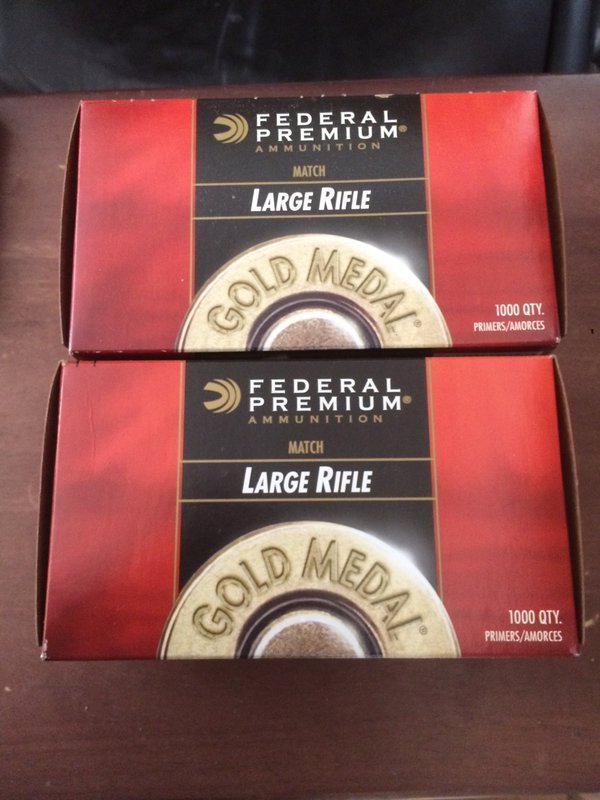 FEDERAL
PREMIUM®
AMMUNITION
MATCH
LARGE RIFLE
GOLD MEDAL®
1000 QTY.
PRIMERS/AMORCES
FEDERAL
PREMIUM®
AMMUNITION
MATCH
LARGE RIFLE
GOLD MEDAL®
1000 QTY.
PRIMERS/AMORCES